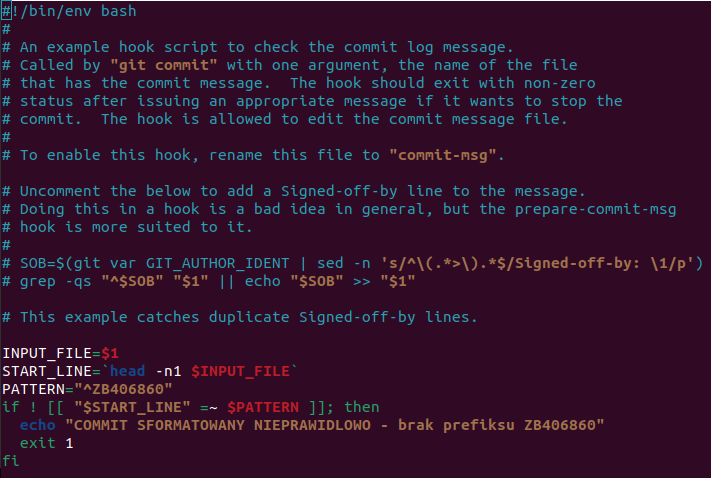 #!/bin/env bash
#
# An example hook script to check the commit log message.
# Called by "git commit" with one argument, the name of the file
# that has the commit message.  The hook should exit with non-zero
# status after issuing an appropriate message if it wants to stop the
# commit.  The hook is allowed to edit the commit message file.
#
# To enable this hook, rename this file to "commit-msg".

# Uncomment the below to add a Signed-off-by line to the message.
# Doing this in a hook is a bad idea in general, but the prepare-commit-msg
# hook is more suited to it.
#
# SOB=$(git var GIT_AUTHOR_IDENT | sed -n 's/^\(.*>\).*$/Signed-off-by: \1/p')
# grep -qs "^$SOB" "$1" || echo "$SOB" >> "$1"

# This example catches duplicate Signed-off-by lines.

INPUT_FILE=$1
START_LINE=`head -n1 $INPUT_FILE`
PATTERN="^ZB406860"
if ! [[ "$START_LINE" =~ $PATTERN ]]; then
  echo "COMMIT SFORMATOWANY NIEPRAWIDLOWO - brak prefiksu ZB406860"
  exit 1
fi